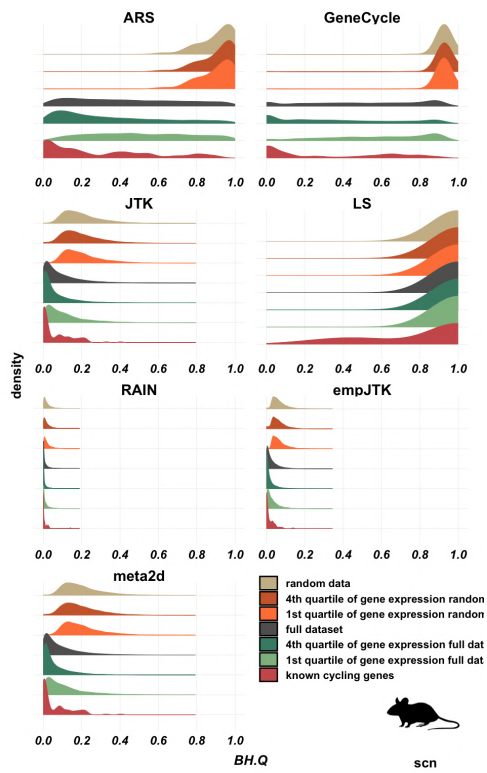 ARS GeneCycle
0.0 0.2 0.4 0.6 0.8 1.0 0.0 0.2 0.4 0.6 0.8 1.0
JTK LS
0.0 0.2 0.4 0.6 0.8 1.0 0.0 0.2 0.4 0.6 0.8 1.0
density
RAIN empJTK
0.0 0.2 0.4 0.6 0.8 1.0 0.0 0.2 0.4 0.6 0.8 1.0
meta2d
0.0 0.2 0.4 0.6 0.8 1.0
BH.Q
random data
4th quartile of gene expression random
1st quartile of gene expression random
full dataset
4th quartile of gene expression full dat
1st quartile of gene expression full dat
known cycling genes
scn